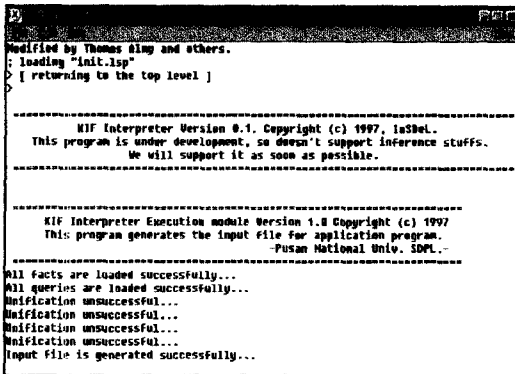 Modified by Thomas Almy and others.
; loading "init.lsp"
> [ returning to the top level ]
>
KIF Interpreter Version 0.1. Copyright (c) 1997, IaSDeL.
This program is under development, so doesn't support inference stuffs.
We will support it as soon as possible.
KIF Interpreter Execution module Version 1.0 Copyright (c) 1997
This program generates the input file for application program.
-Pusan National Univ. SDPL.-
All facts are loaded successfully...
All queries are loaded successfully...
Unification unsuccessful...
Unification unsuccessful...
Unification unsuccessful...
Unification unsuccessful...
Input file is generated successfully...